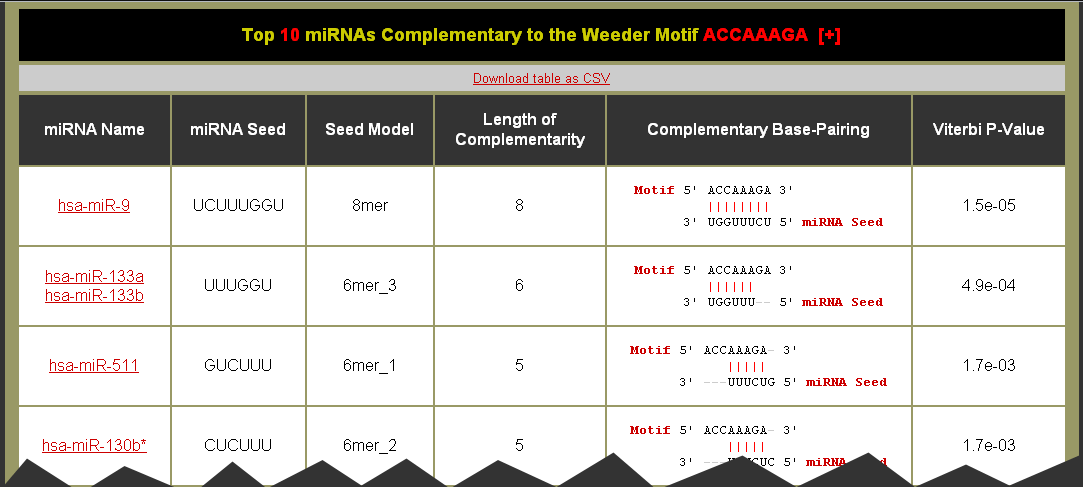 Top 10 miRNAs Complementary to the Weeder Motif ACCAAAGA [+]
Download table as CSV
miRNA Name miRNA Seed Seed Model Length of Complementarity Complementary Base-Pairing Viterbi P-Value
hsa-miR-9 UCUUUGGU 8mer 8 1.5e-05
Motif 5' ACCAAAGA 3'
||||||||
3' UGGUUUCU 5' miRNA Seed
hsa-miR-133a
hsa-miR-133b
UUUGGU 6mer_3 6 4.9e-04
Motif 5' ACCAAAGA 3'
||||||
3' UGGUUU-- 5' miRNA Seed
hsa-miR-511 GUCUUU 6mer_1 5 1.7e-03
Motif 5' ACCAAAGA- 3'
|||||
3' ---UUUCUG 5' miRNA Seed
hsa-miR-130b* CUCUUU 6mer_2 5 1.7e-03
Motif 5' ACCAAAGA- 3'
|||||
3' 5'